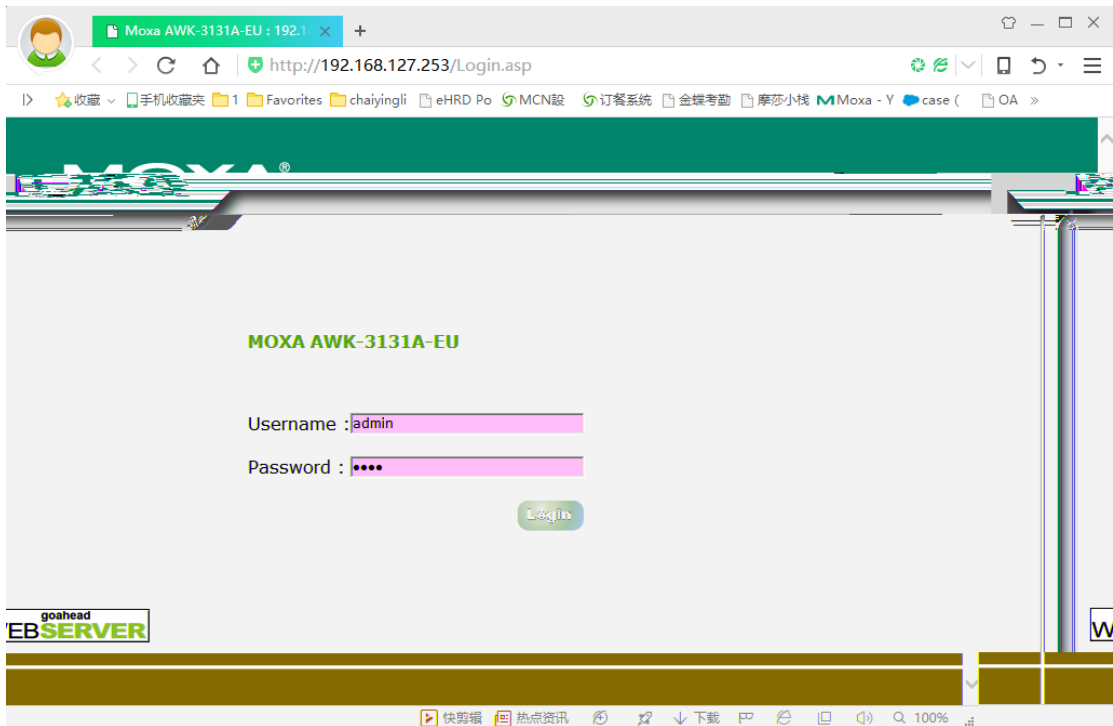 Moxa AWK-3131A-EU : 192.1
http://192.168.127.253/Login.asp
收藏 手机收藏夹 1 Favorites chaiyingli eHRD Po MCN設 订餐系统 金蝶考勤 摩莎小栈 Moxa - Y case ( OA »
MOXA®
MOXA AWK-3131A-EU
Username : admin
Password : ••••
Login
goahead
EBSERVER
W
快剪辑 热点资讯 下载 100%